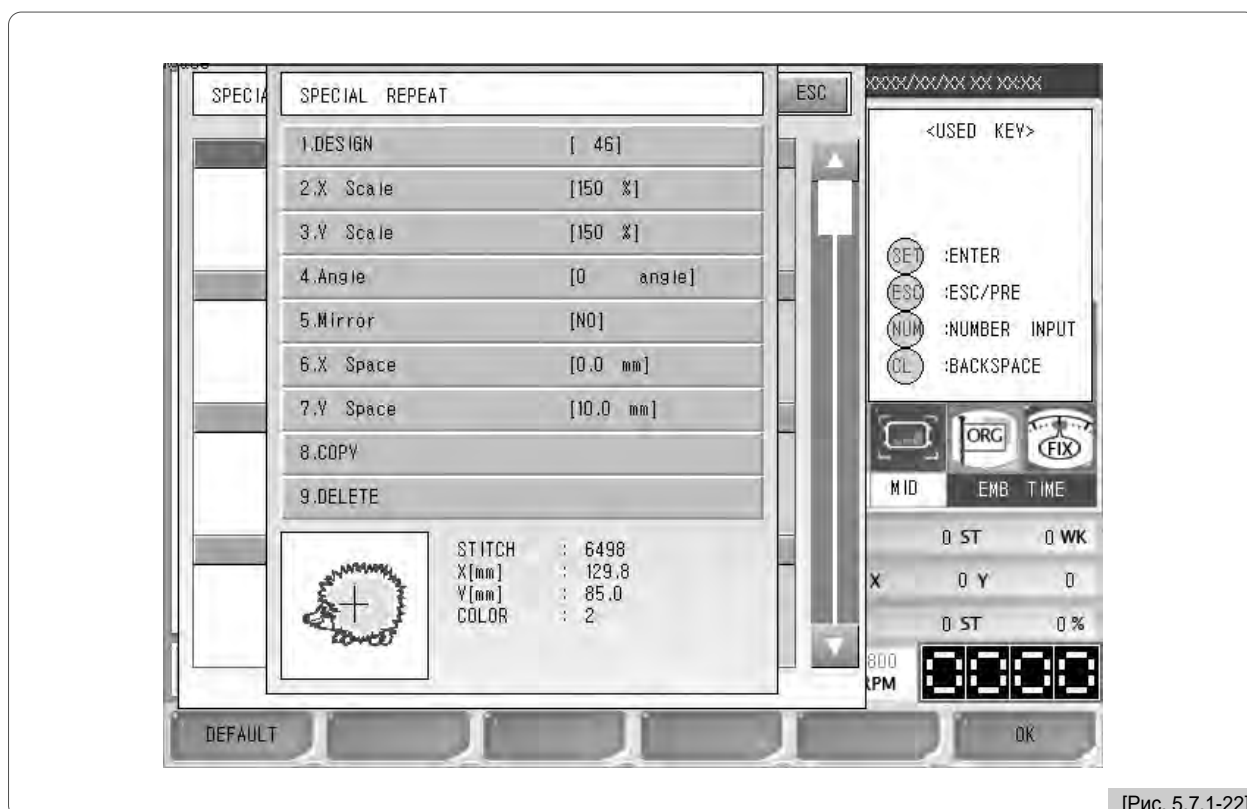 SPECIA
SPECIAL REPEAT
ESC
XXXX/XX/XX XX XX:XX
1.DESIGN [ 46]
2.X Scale [150 %]
3.Y Scale [150 %]
4.Angle [0 angle]
5.Mirror [NO]
6.X Space [0.0 mm]
7.Y Space [10.0 mm]
8.COPY
9.DELETE
STITCH : 6498
X[mm] : 129.8
Y[mm] : 85.0
COLOR : 2
<USED KEY>
SET :ENTER
ESC :ESC/PRE
NUM :NUMBER INPUT
CL :BACKSPACE
ORG
FIX
MID EMB TIME
0 ST 0 WK
X 0 Y 0
0 ST 0 %
800
RPM 0000
DEFAULT
OK
[Рис. 5.7.1-22]